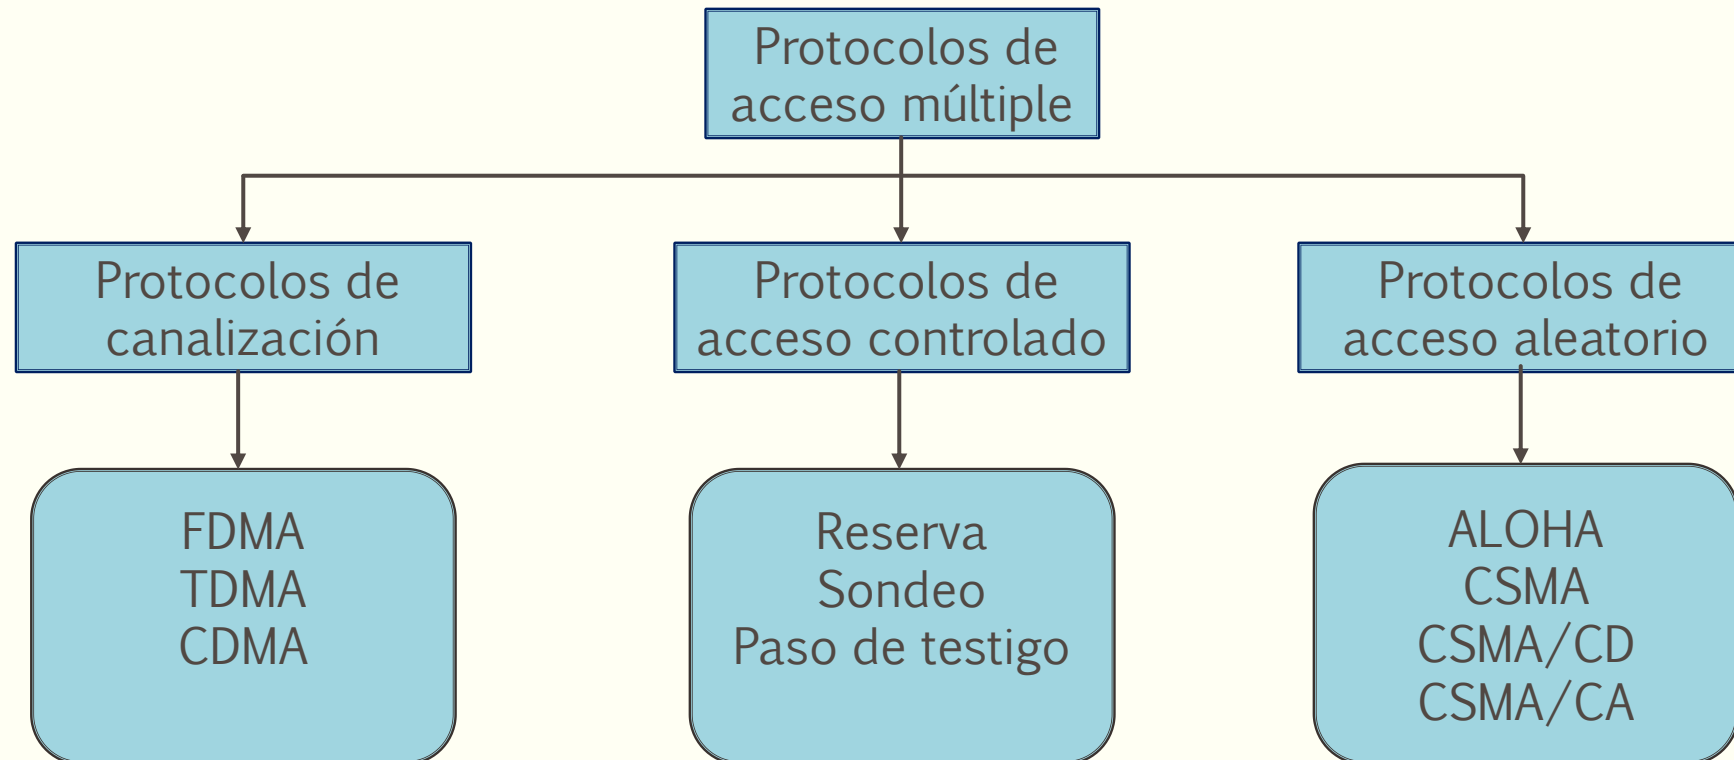 Protocolos de
acceso múltiple
Protocolos de
canalización
Protocolos de
acceso controlado
Protocolos de
acceso aleatorio
FDMA
TDMA
CDMA
Reserva
Sondeo
Paso de testigo
ALOHA
CSMA
CSMA/CD
CSMA/CA